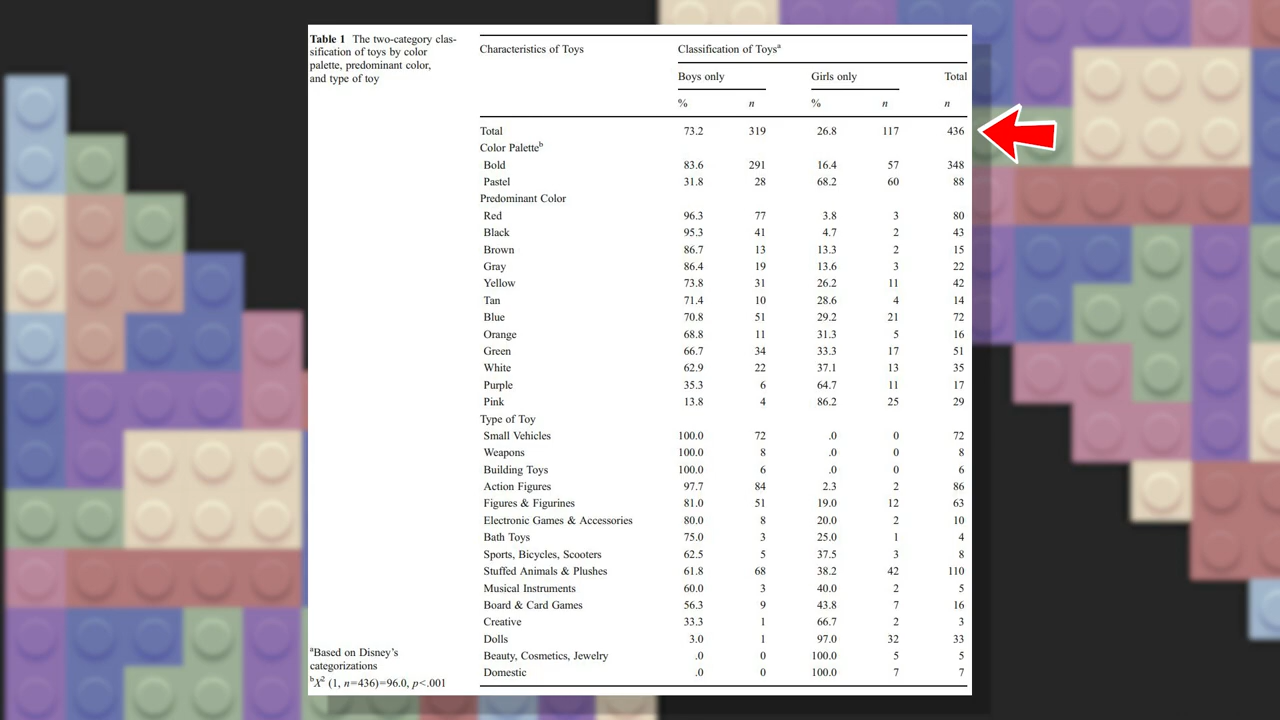 Table 1 The two-category clas-
sification of toys by color
palette, predominant color,
and type of toy
Characteristics of Toys Classification of Toysᵃ
Boys only Girls only Total
% n % n n
Total 73.2 319 26.8 117 436
Color Paletteᵇ
Bold 83.6 291 16.4 57 348
Pastel 31.8 28 68.2 60 88
Predominant Color
Red 96.3 77 3.8 3 80
Black 95.3 41 4.7 2 43
Brown 86.7 13 13.3 2 15
Gray 86.4 19 13.6 3 22
Yellow 73.8 31 26.2 11 42
Tan 71.4 10 28.6 4 14
Blue 70.8 51 29.2 21 72
Orange 68.8 11 31.3 5 16
Green 66.7 34 33.3 17 51
White 62.9 22 37.1 13 35
Purple 35.3 6 64.7 11 17
Pink 13.8 4 86.2 25 29
Type of Toy
Small Vehicles 100.0 72 .0 0 72
Weapons 100.0 8 .0 0 8
Building Toys 100.0 6 .0 0 6
Action Figures 97.7 84 2.3 2 86
Figures & Figurines 81.0 51 19.0 12 63
Electronic Games & Accessories 80.0 8 20.0 2 10
Bath Toys 75.0 3 25.0 1 4
Sports, Bicycles, Scooters 62.5 5 37.5 3 8
Stuffed Animals & Plushes 61.8 68 38.2 42 110
Musical Instruments 60.0 3 40.0 2 5
Board & Card Games 56.3 9 43.8 7 16
Creative 33.3 1 66.7 2 3
Dolls 3.0 1 97.0 32 33
Beauty, Cosmetics, Jewelry .0 0 100.0 5 5
Domestic .0 0 100.0 7 7
ᵃBased on Disney's
categorizations
ᵇX² (1, n=436)=96.0, p<.001